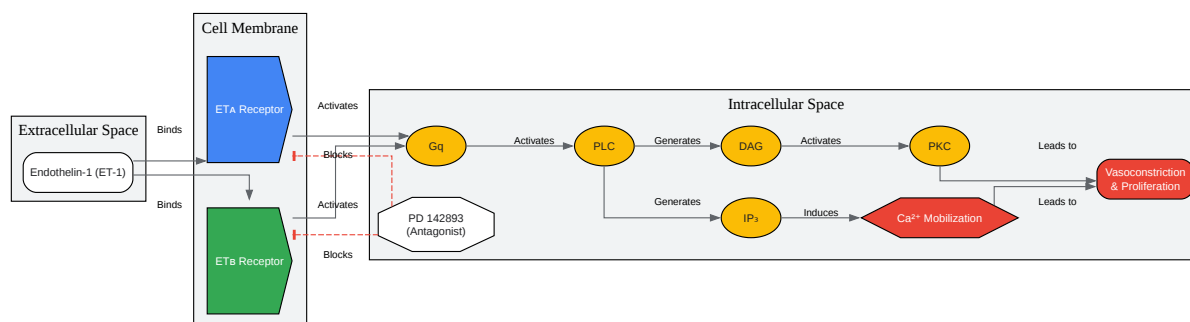 Cell Membrane
Extracellular Space
Intracellular Space
Endothelin-1 (ET-1)
Binds
Binds
ETᴀ Receptor
ETʙ Receptor
Activates
Blocks
Activates
Blocks
Gq
PD 142893
(Antagonist)
Activates
PLC
Generates
Generates
DAG
IP₃
Activates
Induces
PKC
Ca²⁺ Mobilization
Leads to
Leads to
Vasoconstriction
& Proliferation